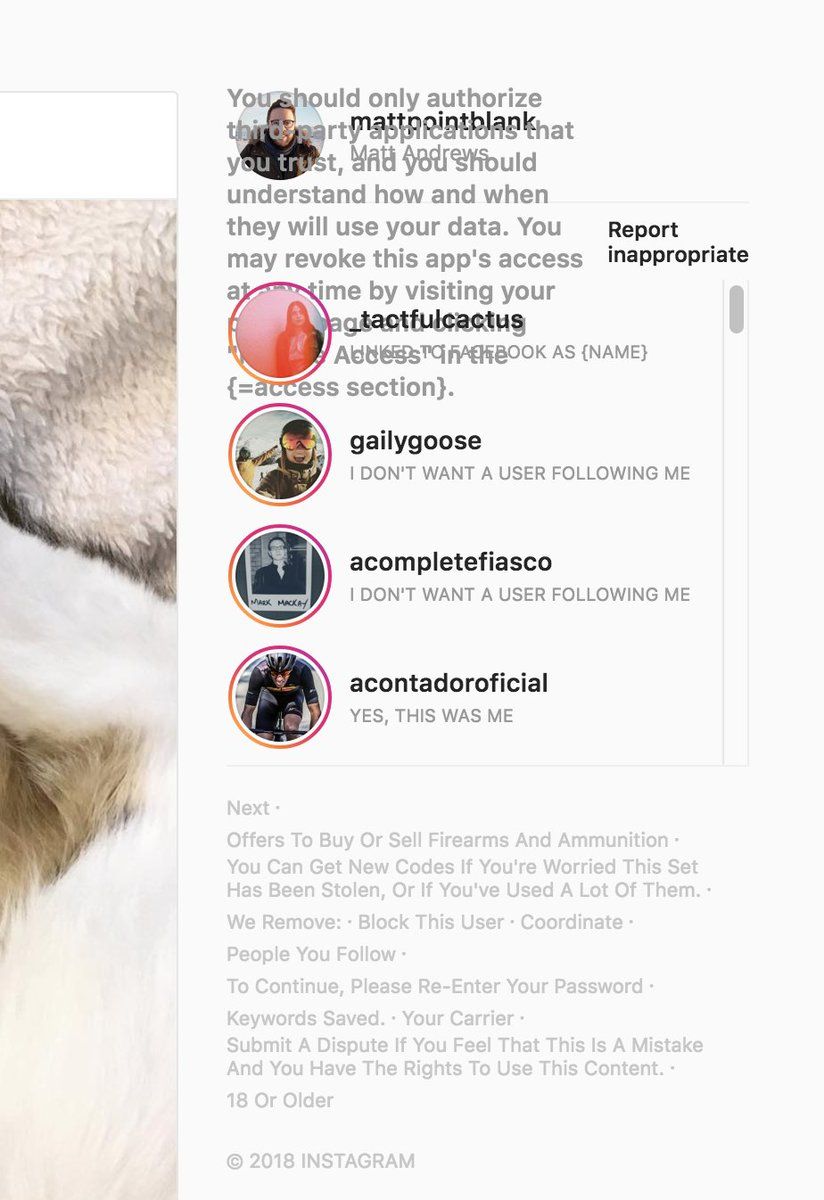 You should only authorize
mattpointblank
third-party applications that
Matt Andrews
you trust, and you should
understand how and when
they will use your data. You
Report
inappropriate
may revoke this app's access
at any time by visiting your
_tactfulcactus
page and clicking
LINKED TO FACEBOOK AS {NAME}
Access" in the
{=access section}.
gailygoose
I DON'T WANT A USER FOLLOWING ME
acompletefiasco
I DON'T WANT A USER FOLLOWING ME
MARK MACKAY
acontadoroficial
YES, THIS WAS ME
Next ·
Offers To Buy Or Sell Firearms And Ammunition ·
You Can Get New Codes If You're Worried This Set
Has Been Stolen, Or If You've Used A Lot Of Them. ·
We Remove: · Block This User · Coordinate ·
People You Follow ·
To Continue, Please Re-Enter Your Password ·
Keywords Saved. · Your Carrier ·
Submit A Dispute If You Feel That This Is A Mistake
And You Have The Rights To Use This Content. ·
18 Or Older
© 2018 INSTAGRAM